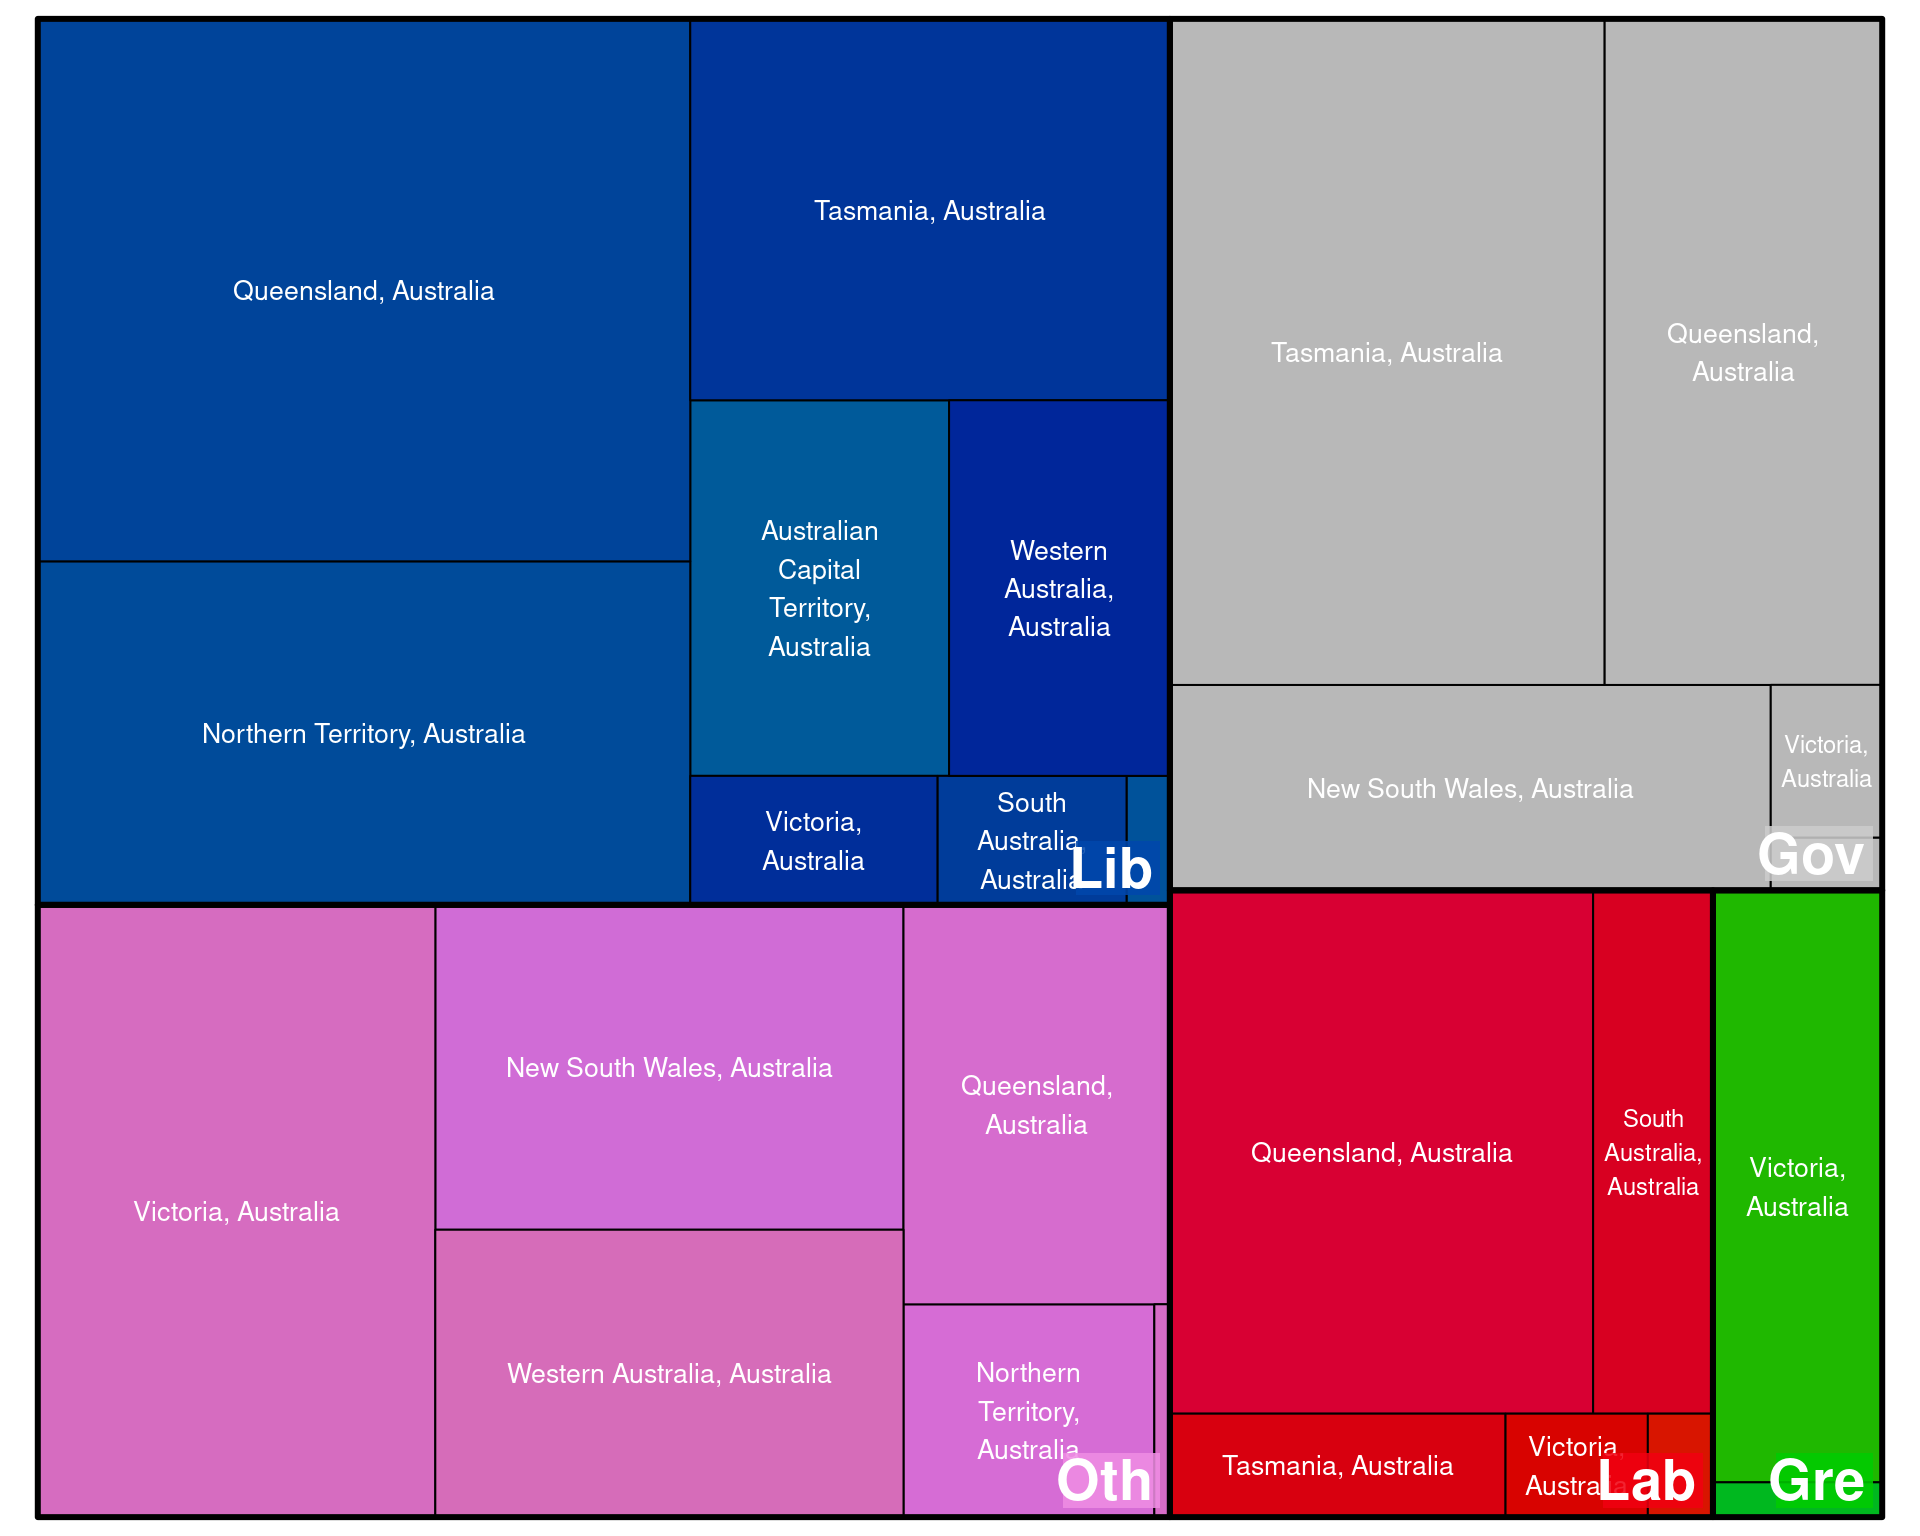 Queensland, Australia
Tasmania, Australia
Northern Territory, Australia
Australian
Capital
Territory,
Australia
Western
Australia,
Australia
Victoria,
Australia
South
Australia,
Australia
Lib
Tasmania, Australia
Queensland,
Australia
New South Wales, Australia
Victoria,
Australia
Gov
Victoria, Australia
New South Wales, Australia
Western Australia, Australia
Queensland,
Australia
Northern
Territory,
Australia
Oth
Queensland, Australia
South
Australia,
Australia
Tasmania, Australia
Victoria,
Australia
Lab
Victoria,
Australia
Gre